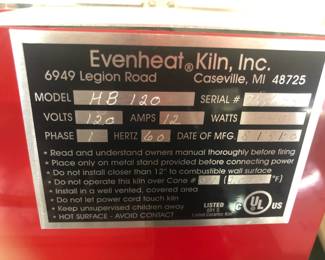 Evenheat® Kiln, Inc.
6949 Legion Road Caseville, MI 48725
MODEL HB 120 SERIAL #
VOLTS 120 AMPS 12 WATTS
PHASE 1 HERTZ 60 DATE OF MFG.
• Read and understand owners manual thoroughly before firing
• Place only on metal stand provided before connecting power
• Do not install closer than 12" to combustible wall surface
• Do not operate this kiln over Cone # ( °F)
• Install in a well vented, covered area
• Do not let power cord touch kiln
• Keep unsupervised children away
• HOT SURFACE - AVOID CONTACT
LISTED
C UL US